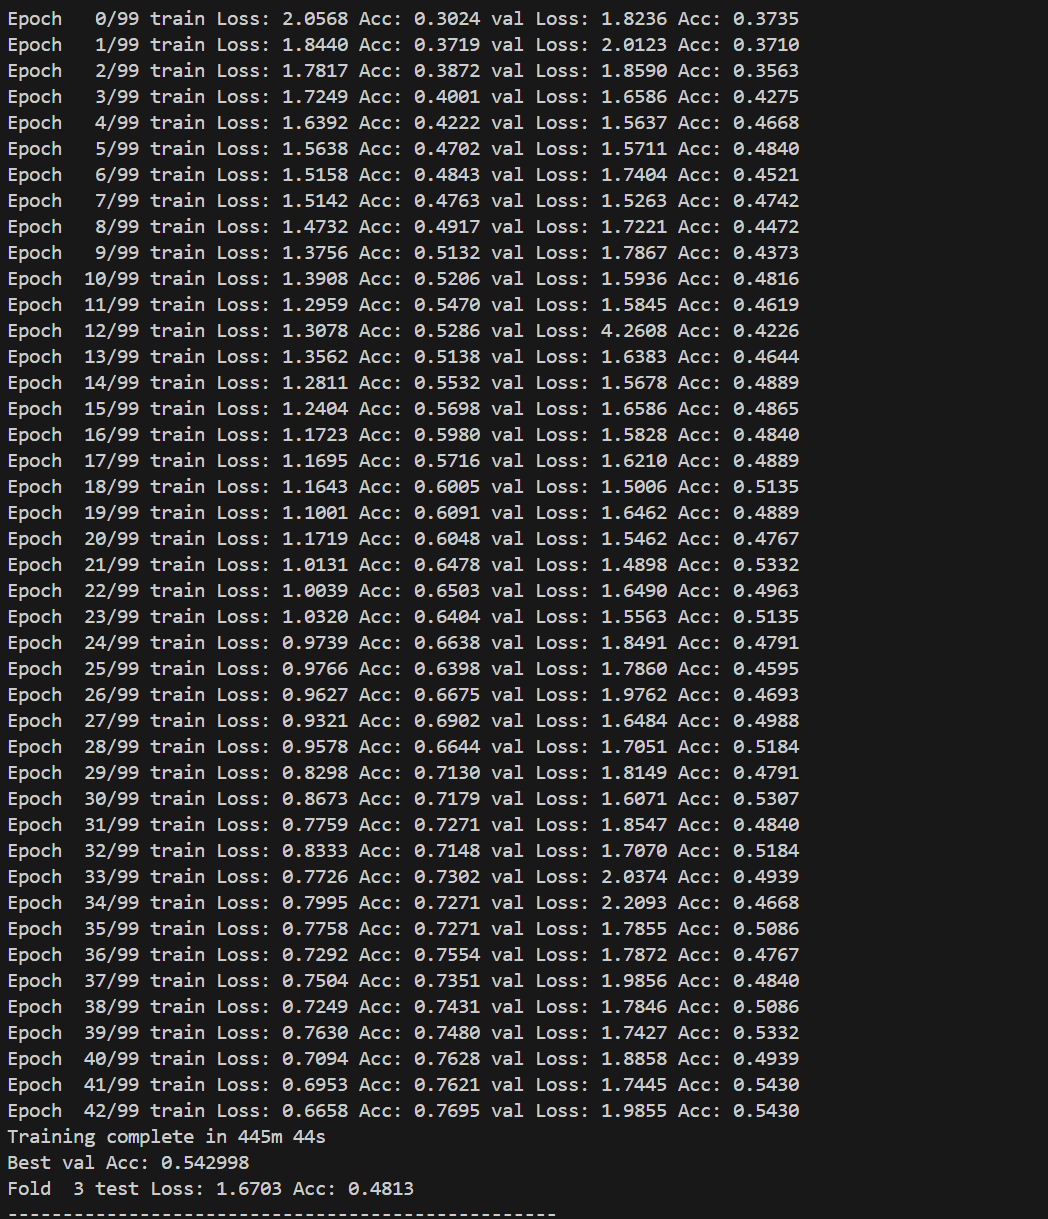 Epoch   0/99 train Loss: 2.0568 Acc: 0.3024 val Loss: 1.8236 Acc: 0.3735
Epoch   1/99 train Loss: 1.8440 Acc: 0.3719 val Loss: 2.0123 Acc: 0.3710
Epoch   2/99 train Loss: 1.7817 Acc: 0.3872 val Loss: 1.8590 Acc: 0.3563
Epoch   3/99 train Loss: 1.7249 Acc: 0.4001 val Loss: 1.6586 Acc: 0.4275
Epoch   4/99 train Loss: 1.6392 Acc: 0.4222 val Loss: 1.5637 Acc: 0.4668
Epoch   5/99 train Loss: 1.5638 Acc: 0.4702 val Loss: 1.5711 Acc: 0.4840
Epoch   6/99 train Loss: 1.5158 Acc: 0.4843 val Loss: 1.7404 Acc: 0.4521
Epoch   7/99 train Loss: 1.5142 Acc: 0.4763 val Loss: 1.5263 Acc: 0.4742
Epoch   8/99 train Loss: 1.4732 Acc: 0.4917 val Loss: 1.7221 Acc: 0.4472
Epoch   9/99 train Loss: 1.3756 Acc: 0.5132 val Loss: 1.7867 Acc: 0.4373
Epoch  10/99 train Loss: 1.3908 Acc: 0.5206 val Loss: 1.5936 Acc: 0.4816
Epoch  11/99 train Loss: 1.2959 Acc: 0.5470 val Loss: 1.5845 Acc: 0.4619
Epoch  12/99 train Loss: 1.3078 Acc: 0.5286 val Loss: 4.2608 Acc: 0.4226
Epoch  13/99 train Loss: 1.3562 Acc: 0.5138 val Loss: 1.6383 Acc: 0.4644
Epoch  14/99 train Loss: 1.2811 Acc: 0.5532 val Loss: 1.5678 Acc: 0.4889
Epoch  15/99 train Loss: 1.2404 Acc: 0.5698 val Loss: 1.6586 Acc: 0.4865
Epoch  16/99 train Loss: 1.1723 Acc: 0.5980 val Loss: 1.5828 Acc: 0.4840
Epoch  17/99 train Loss: 1.1695 Acc: 0.5716 val Loss: 1.6210 Acc: 0.4889
Epoch  18/99 train Loss: 1.1643 Acc: 0.6005 val Loss: 1.5006 Acc: 0.5135
Epoch  19/99 train Loss: 1.1001 Acc: 0.6091 val Loss: 1.6462 Acc: 0.4889
Epoch  20/99 train Loss: 1.1719 Acc: 0.6048 val Loss: 1.5462 Acc: 0.4767
Epoch  21/99 train Loss: 1.0131 Acc: 0.6478 val Loss: 1.4898 Acc: 0.5332
Epoch  22/99 train Loss: 1.0039 Acc: 0.6503 val Loss: 1.6490 Acc: 0.4963
Epoch  23/99 train Loss: 1.0320 Acc: 0.6404 val Loss: 1.5563 Acc: 0.5135
Epoch  24/99 train Loss: 0.9739 Acc: 0.6638 val Loss: 1.8491 Acc: 0.4791
Epoch  25/99 train Loss: 0.9766 Acc: 0.6398 val Loss: 1.7860 Acc: 0.4595
Epoch  26/99 train Loss: 0.9627 Acc: 0.6675 val Loss: 1.9762 Acc: 0.4693
Epoch  27/99 train Loss: 0.9321 Acc: 0.6902 val Loss: 1.6484 Acc: 0.4988
Epoch  28/99 train Loss: 0.9578 Acc: 0.6644 val Loss: 1.7051 Acc: 0.5184
Epoch  29/99 train Loss: 0.8298 Acc: 0.7130 val Loss: 1.8149 Acc: 0.4791
Epoch  30/99 train Loss: 0.8673 Acc: 0.7179 val Loss: 1.6071 Acc: 0.5307
Epoch  31/99 train Loss: 0.7759 Acc: 0.7271 val Loss: 1.8547 Acc: 0.4840
Epoch  32/99 train Loss: 0.8333 Acc: 0.7148 val Loss: 1.7070 Acc: 0.5184
Epoch  33/99 train Loss: 0.7726 Acc: 0.7302 val Loss: 2.0374 Acc: 0.4939
Epoch  34/99 train Loss: 0.7995 Acc: 0.7271 val Loss: 2.2093 Acc: 0.4668
Epoch  35/99 train Loss: 0.7758 Acc: 0.7271 val Loss: 1.7855 Acc: 0.5086
Epoch  36/99 train Loss: 0.7292 Acc: 0.7554 val Loss: 1.7872 Acc: 0.4767
Epoch  37/99 train Loss: 0.7504 Acc: 0.7351 val Loss: 1.9856 Acc: 0.4840
Epoch  38/99 train Loss: 0.7249 Acc: 0.7431 val Loss: 1.7846 Acc: 0.5086
Epoch  39/99 train Loss: 0.7630 Acc: 0.7480 val Loss: 1.7427 Acc: 0.5332
Epoch  40/99 train Loss: 0.7094 Acc: 0.7628 val Loss: 1.8858 Acc: 0.4939
Epoch  41/99 train Loss: 0.6953 Acc: 0.7621 val Loss: 1.7445 Acc: 0.5430
Epoch  42/99 train Loss: 0.6658 Acc: 0.7695 val Loss: 1.9855 Acc: 0.5430
Training complete in 445m 44s
Best val Acc: 0.542998
Fold  3 test Loss: 1.6703 Acc: 0.4813
--------------------------------------------------